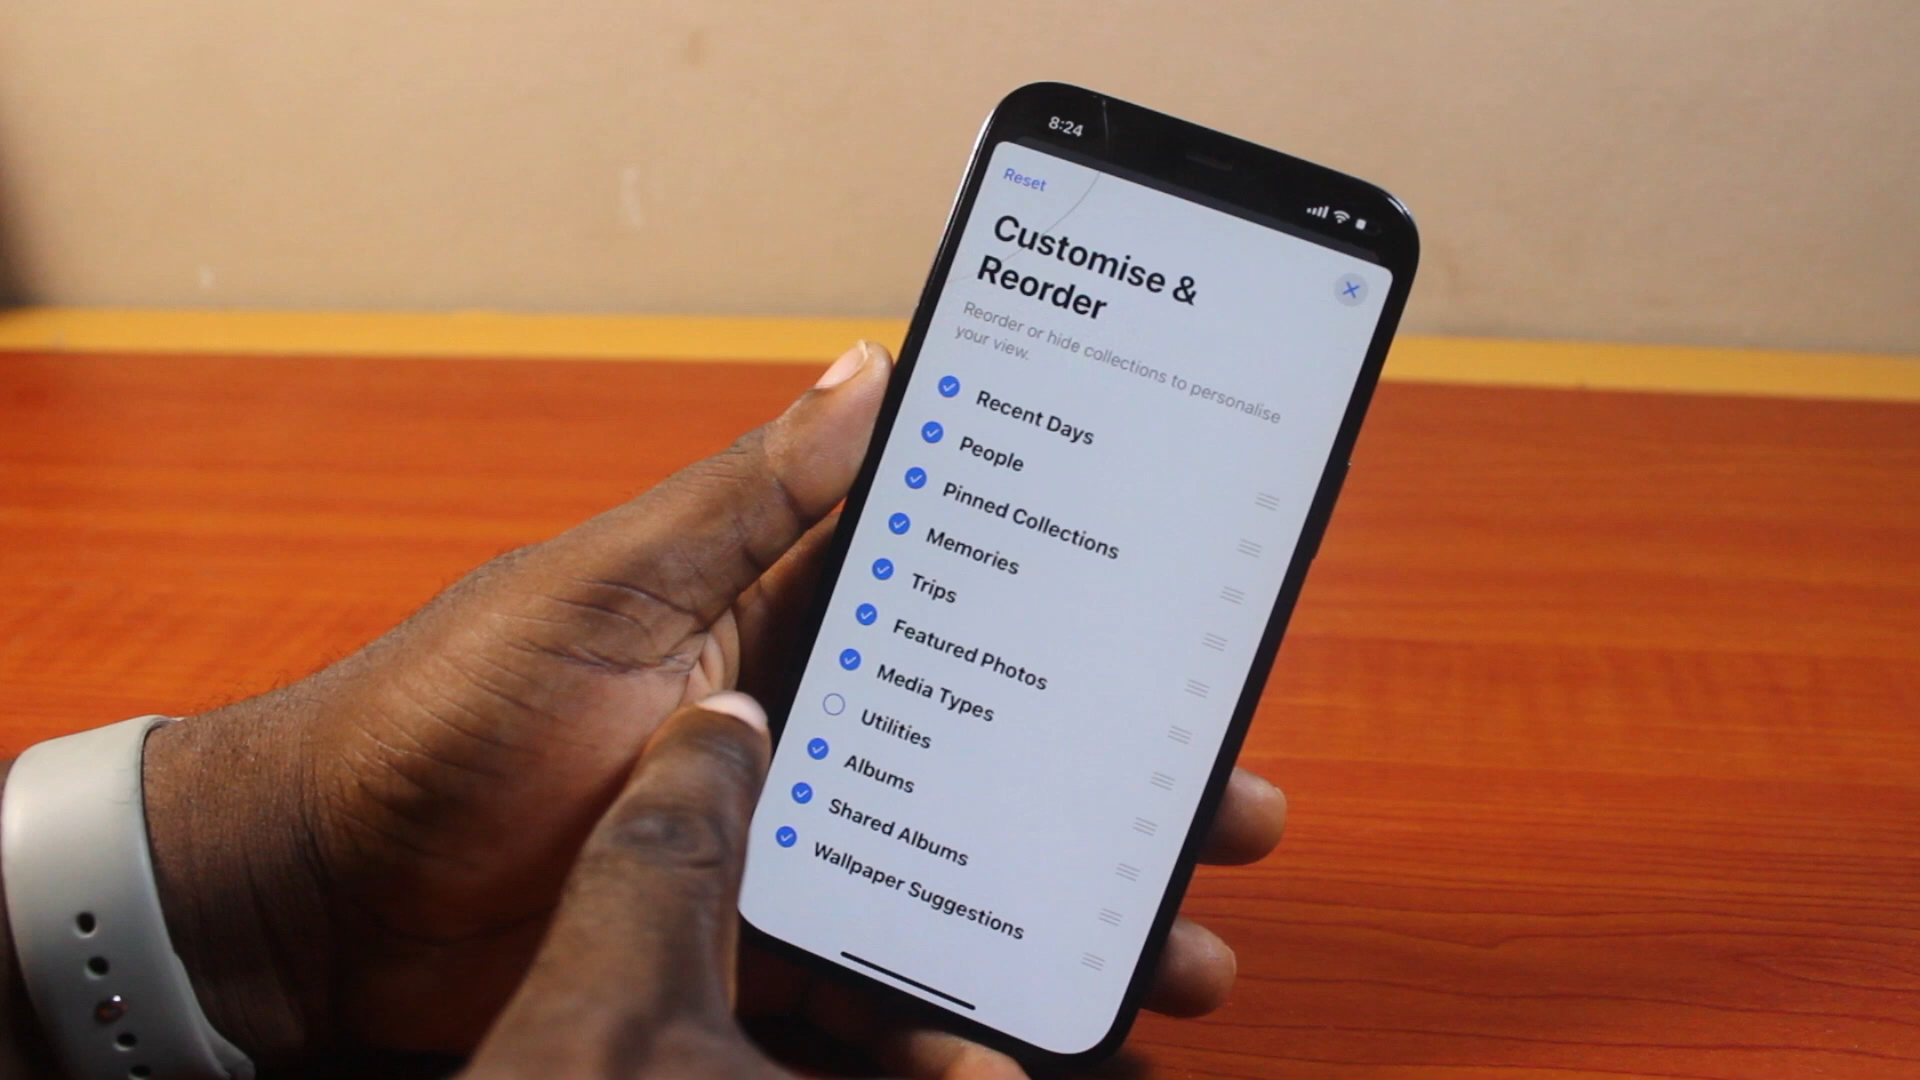 8:24
Reset
Customise &
Reorder
Reorder or hide collections to personalise
your view.
Recent Days
People
Pinned Collections
Memories
Trips
Featured Photos
Media Types
Utilities
Albums
Shared Albums
Wallpaper Suggestions